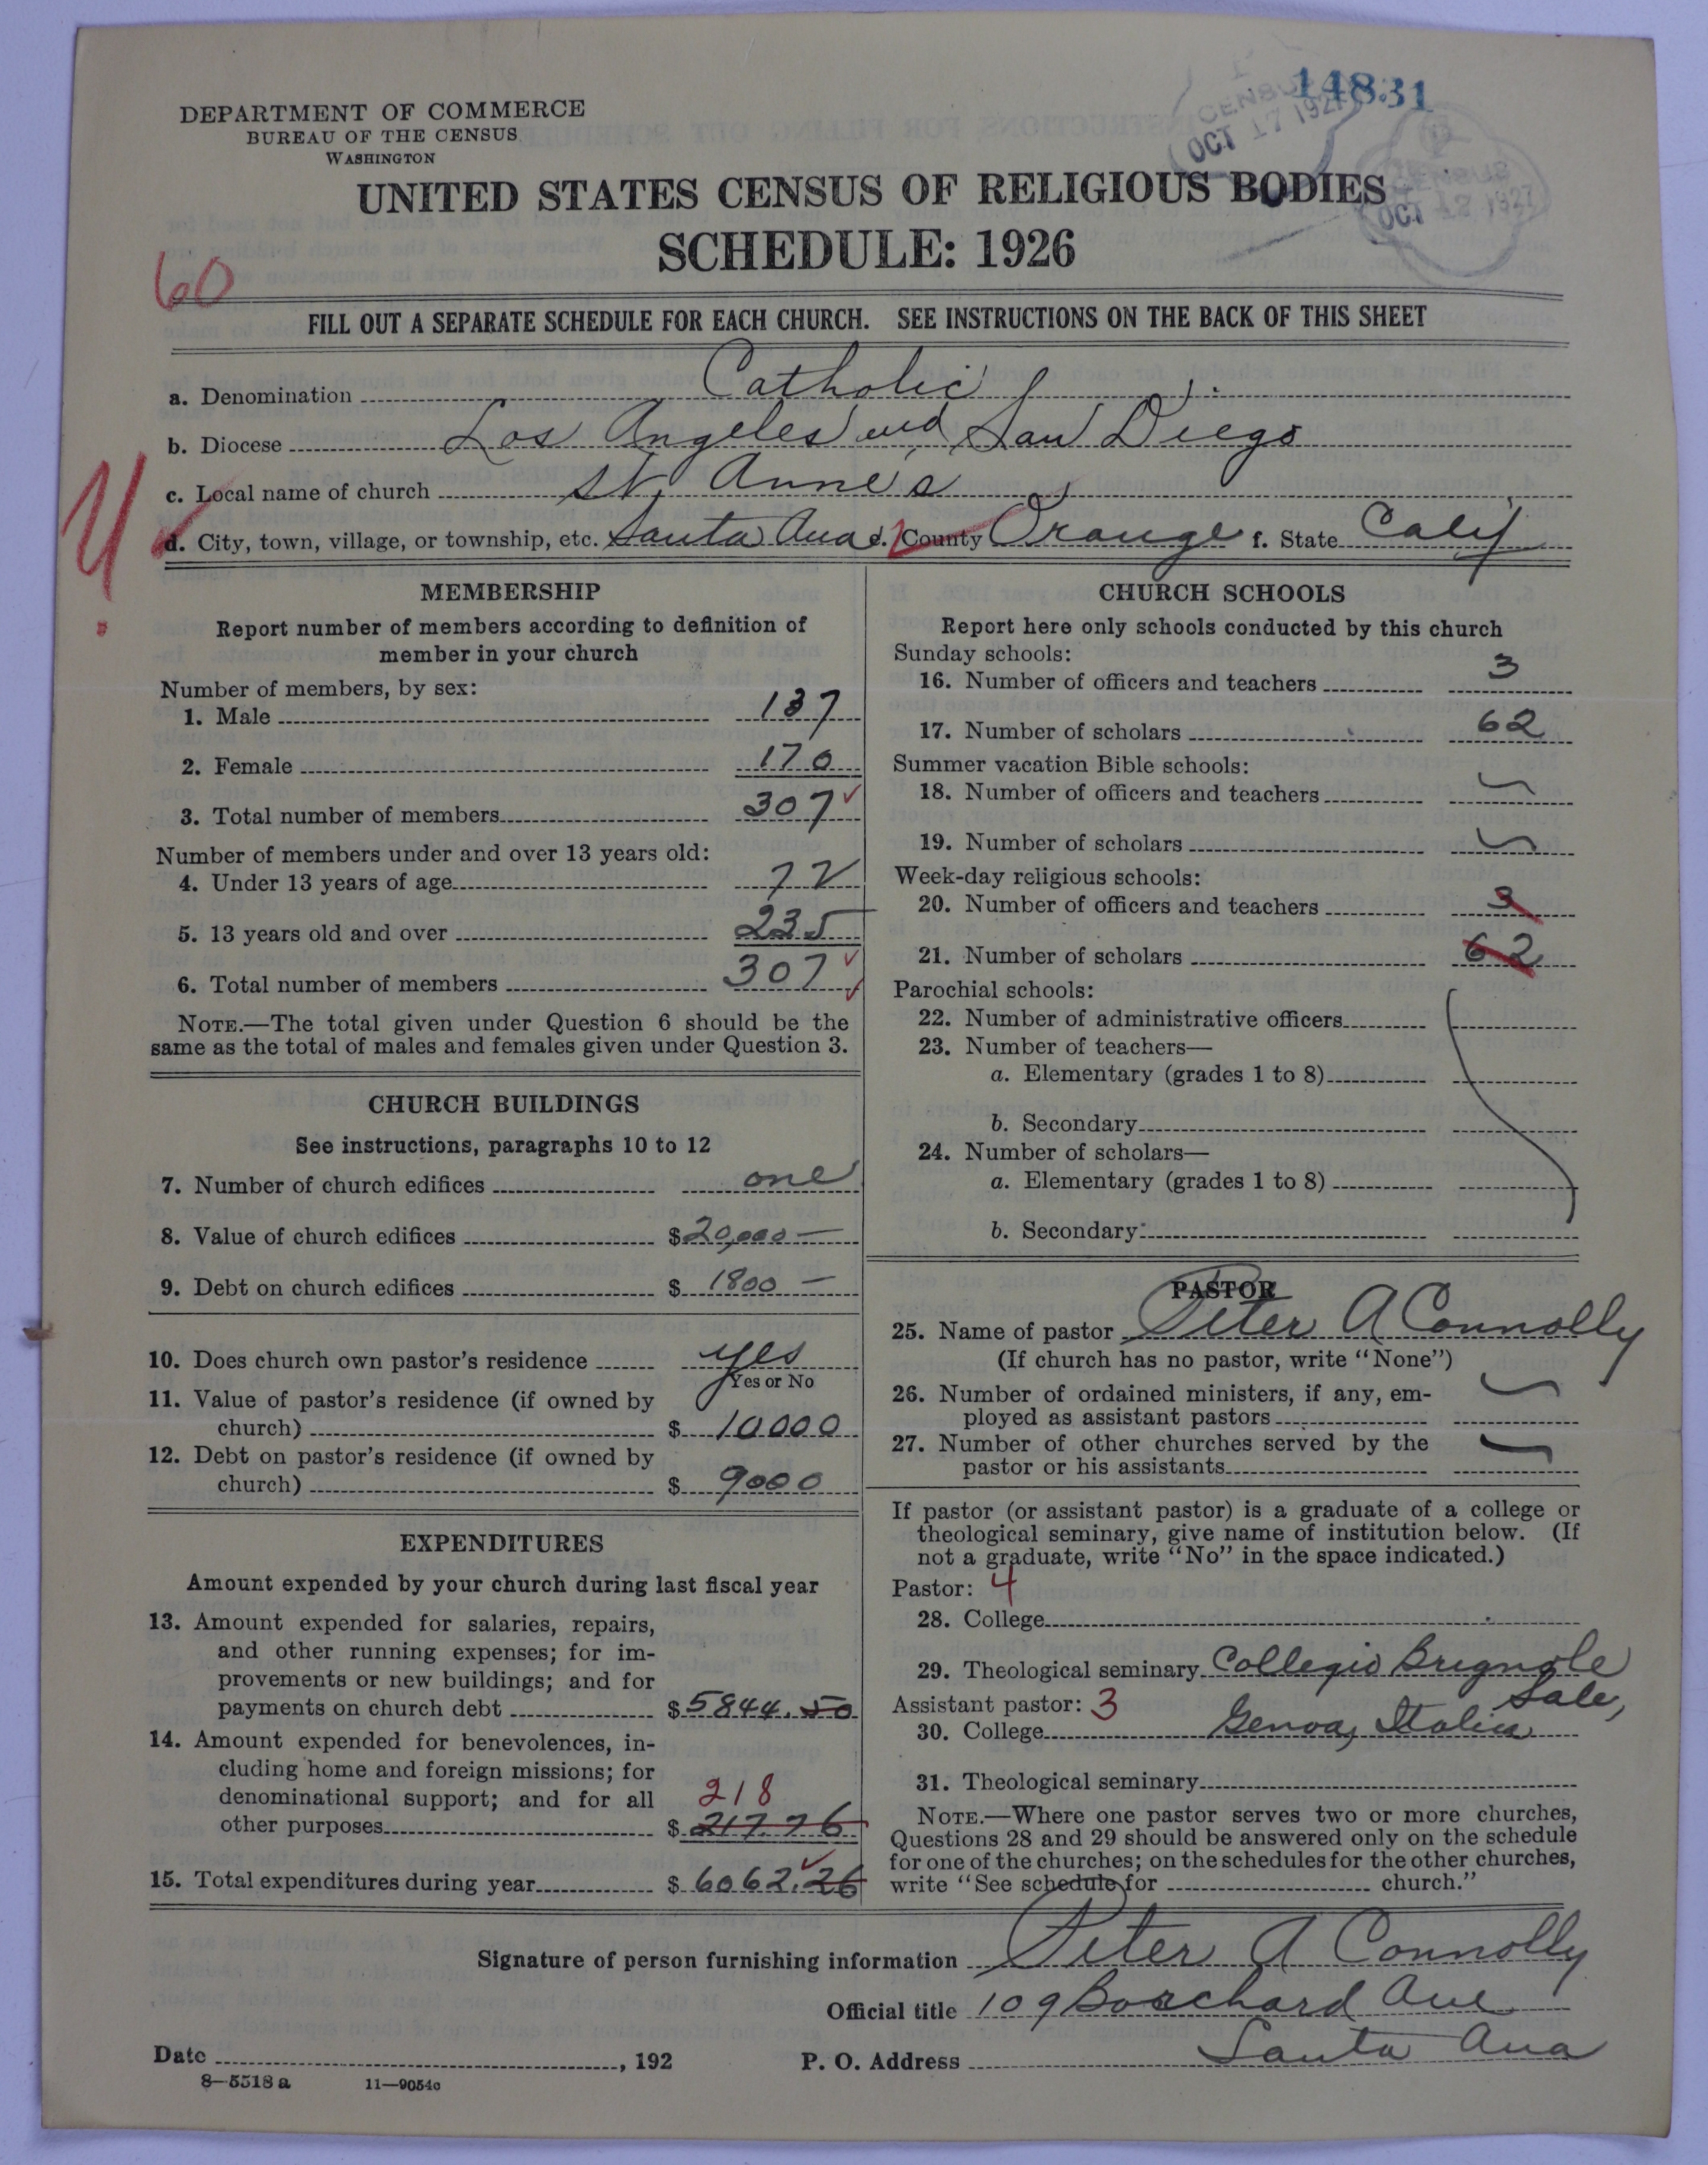 14831
CENSUS
OCT 17 1927
CENSUS
OCT 12 1927
DEPARTMENT OF COMMERCE
BUREAU OF THE CENSUS
WASHINGTON
UNITED STATES CENSUS OF RELIGIOUS BODIES
SCHEDULE: 1926
60
FILL OUT A SEPARATE SCHEDULE FOR EACH CHURCH. SEE INSTRUCTIONS ON THE BACK OF THIS SHEET
a. Denomination Catholic
b. Diocese Los Angeles and San Diego
c. Local name of church St. Anne's
d. City, town, village, or township, etc. Santa Ana e. County Orange f. State Calif
MEMBERSHIP
Report number of members according to definition of
member in your church
Number of members, by sex:
1. Male 137
2. Female 170
3. Total number of members 307
Number of members under and over 13 years old:
4. Under 13 years of age 72
5. 13 years old and over 235
6. Total number of members 307
NOTE.—The total given under Question 6 should be the
same as the total of males and females given under Question 3.
CHURCH BUILDINGS
See instructions, paragraphs 10 to 12
7. Number of church edifices one
8. Value of church edifices $20,000 —
9. Debt on church edifices $ 1800 —
10. Does church own pastor's residence yes
Yes or No
11. Value of pastor's residence (if owned by
church) $ 10000
12. Debt on pastor's residence (if owned by
church) $ 9000
EXPENDITURES
Amount expended by your church during last fiscal year
13. Amount expended for salaries, repairs,
and other running expenses; for im-
provements or new buildings; and for
payments on church debt $5844.50
14. Amount expended for benevolences, in-
cluding home and foreign missions; for
denominational support; and for all 218
other purposes $ 217.76
15. Total expenditures during year $ 6062.26
CHURCH SCHOOLS
Report here only schools conducted by this church
Sunday schools:
16. Number of officers and teachers 3
17. Number of scholars 62
Summer vacation Bible schools:
18. Number of officers and teachers
19. Number of scholars
Week-day religious schools:
20. Number of officers and teachers 3
21. Number of scholars 62
Parochial schools:
22. Number of administrative officers
23. Number of teachers—
a. Elementary (grades 1 to 8)
b. Secondary
24. Number of scholars—
a. Elementary (grades 1 to 8)
b. Secondary
PASTOR
25. Name of pastor Peter A Connolly
(If church has no pastor, write "None")
26. Number of ordained ministers, if any, em-
ployed as assistant pastors
27. Number of other churches served by the
pastor or his assistants
If pastor (or assistant pastor) is a graduate of a college or
theological seminary, give name of institution below. (If
not a graduate, write "No" in the space indicated.)
Pastor: 4
28. College
29. Theological seminary Collegio Brignole
Sale,
Assistant pastor: 3
30. College Genoa, Italia
31. Theological seminary
NOTE.—Where one pastor serves two or more churches,
Questions 28 and 29 should be answered only on the schedule
for one of the churches; on the schedules for the other churches,
write "See schedule for church."
Signature of person furnishing information Peter A Connolly
Official title 109 Borchard Ave
Date , 192 P. O. Address Santa Ana
8—5518 a 11—9054c